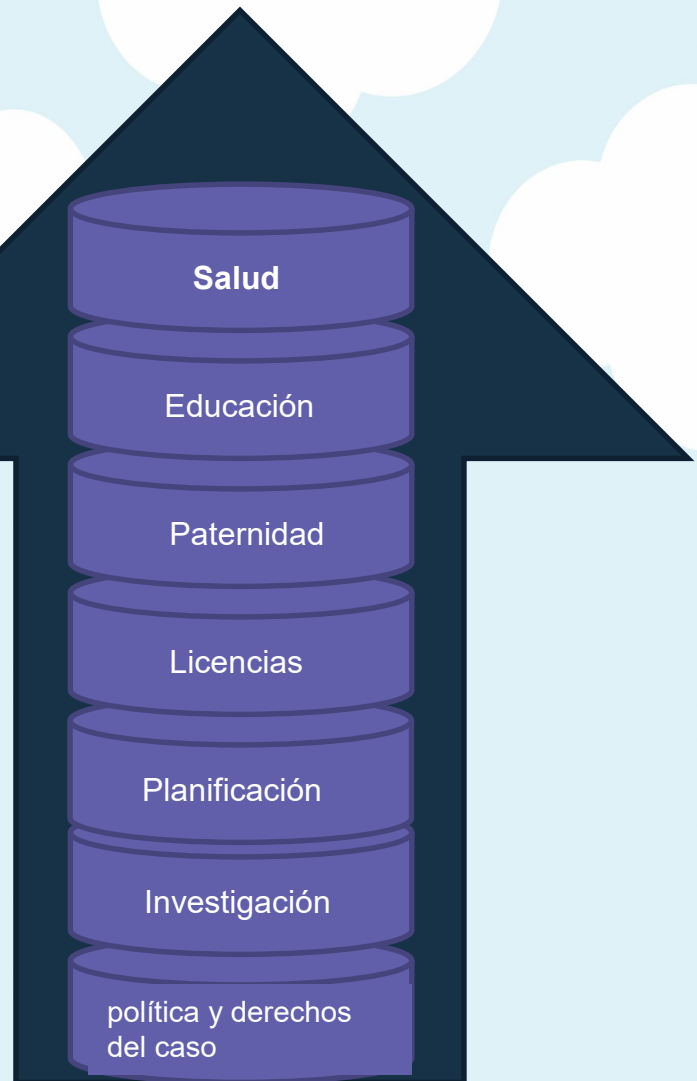 Salud
Educación
Paternidad
Licencias
Planificación
Investigación
política y derechos
del caso